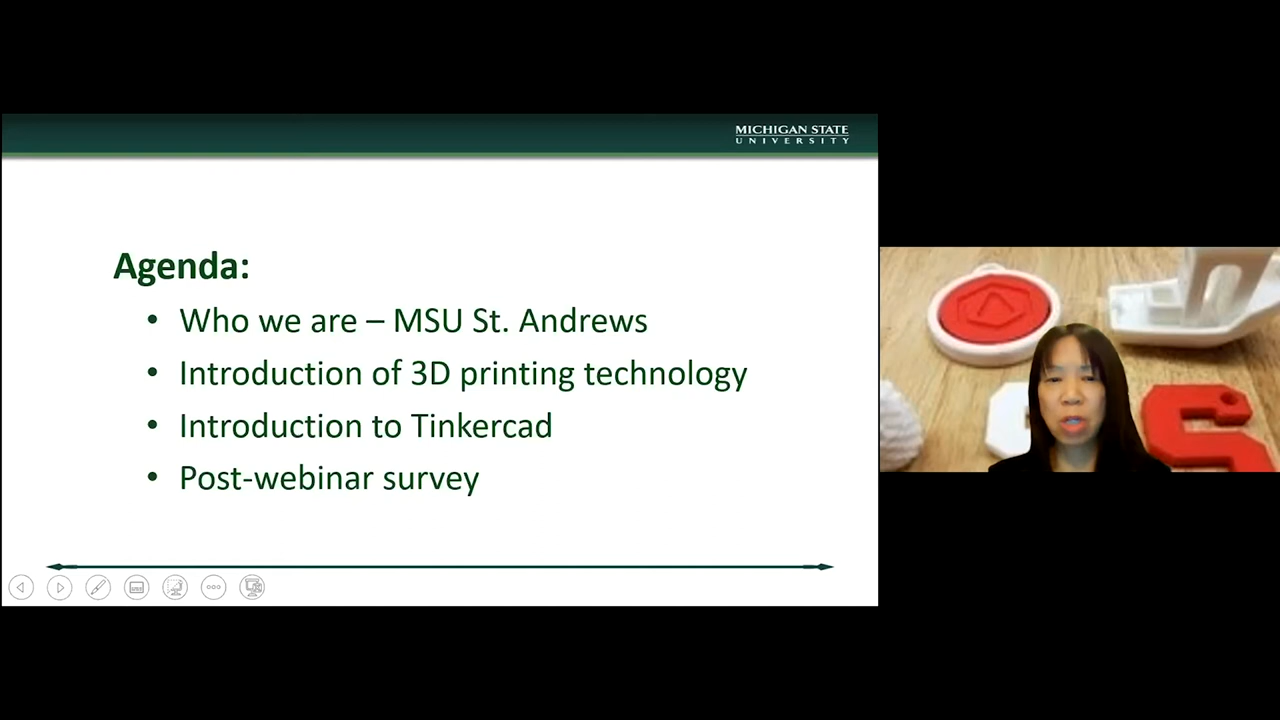 MICHIGAN STATE
UNIVERSITY
Agenda:
• Who we are – MSU St. Andrews
• Introduction of 3D printing technology
• Introduction to Tinkercad
• Post-webinar survey